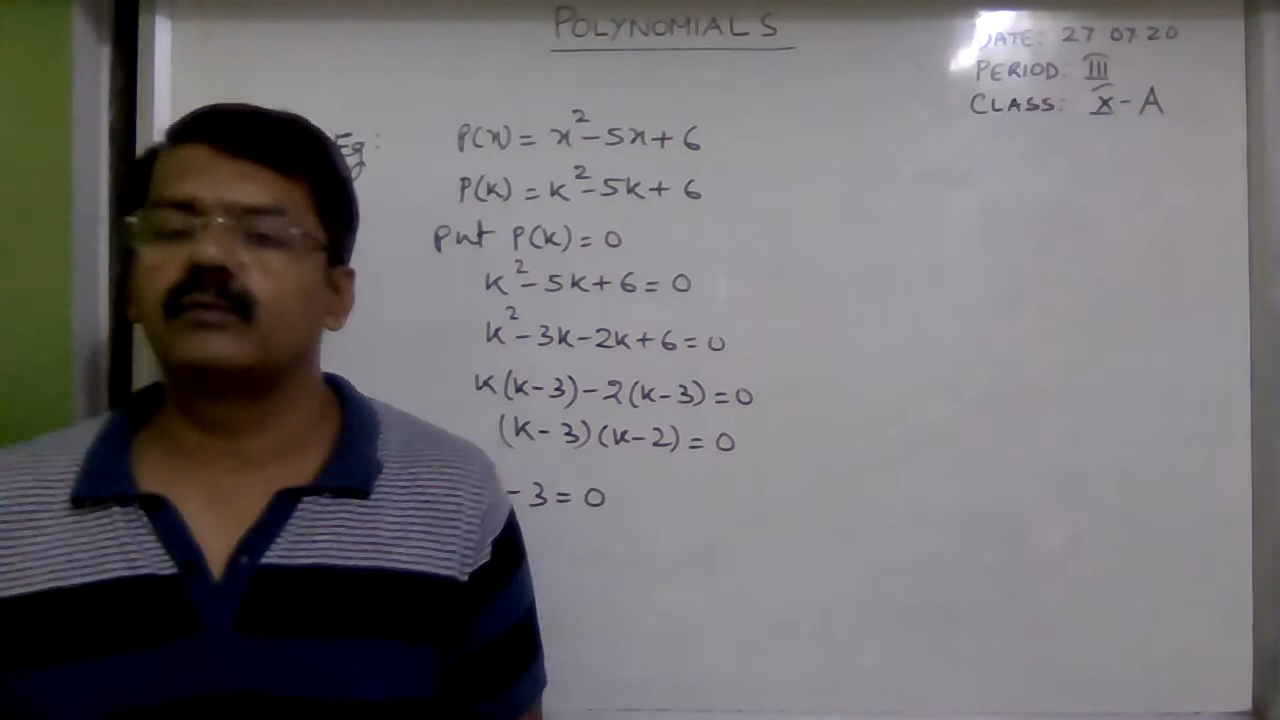 POLYNOMIALS
DATE: 27 07 20
PERIOD: III
CLASS: X-A
Eg:
P(x) = x²-5x+6
P(k) = k²-5k+6
put P(k) = 0
k²-5k+6=0
k²-3k-2k+6=0
k(k-3)-2(k-3)=0
(k-3)(k-2)=0
-3=0